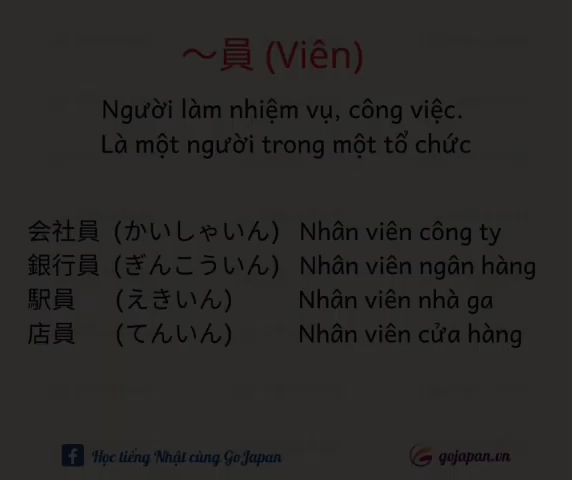 ～員 (Viên)
Người làm nhiệm vụ, công việc.
Là một người trong một tổ chức
会社員 (かいしゃいん) Nhân viên công ty
銀行員 (ぎんこういん) Nhân viên ngân hàng
駅員 (えきいん) Nhân viên nhà ga
店員 (てんいん) Nhân viên cửa hàng
Học tiếng Nhật cùng GoJapan
gojapan.vn